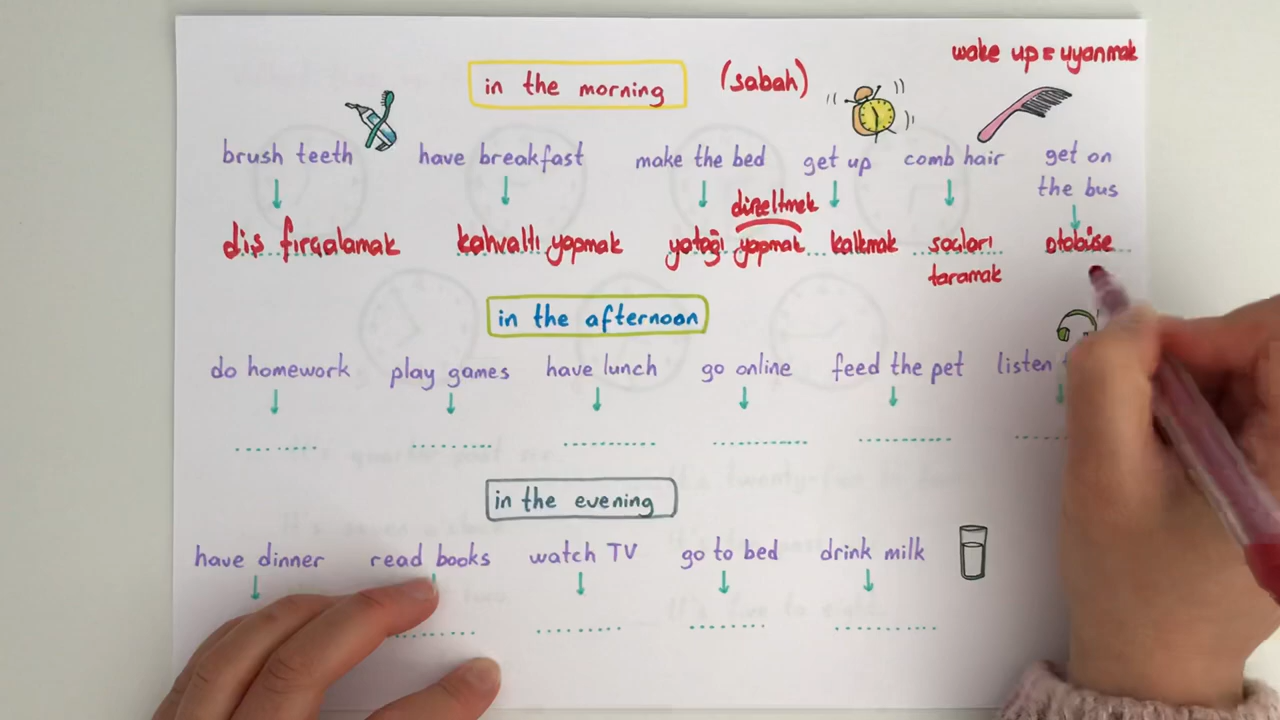 wake up = uyanmak
in the morning (sabah)
brush teeth have breakfast make the bed get up comb hair get on the bus
düzeltmek
diş fırçalamak kahvaltı yapmak yatağı yapmak kalkmak saçları taramak otobüse
in the afternoon
do homework play games have lunch go online feed the pet listen
in the evening
have dinner read books watch TV go to bed drink milk